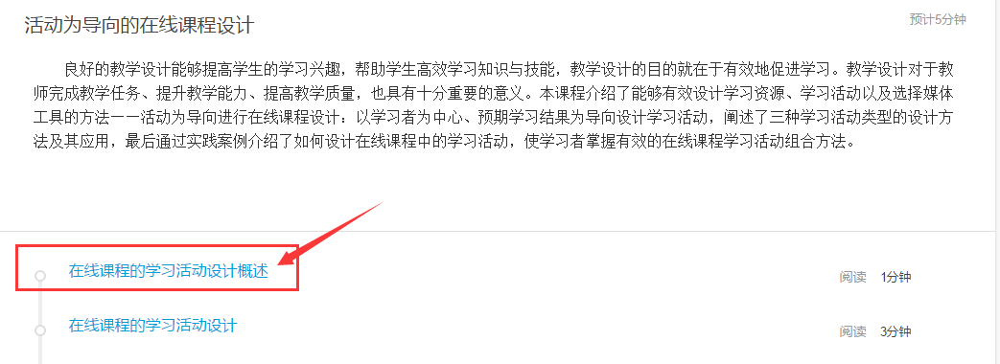 活动为导向的在线课程设计
预计5分钟
良好的教学设计能够提高学生的学习兴趣，帮助学生高效学习知识与技能，教学设计的目的就在于有效地促进学习。教学设计对于教
师完成教学任务、提升教学能力、提高教学质量，也具有十分重要的意义。本课程介绍了能够有效设计学习资源、学习活动以及选择媒体
工具的方法——活动为导向进行在线课程设计：以学习者为中心、预期学习结果为导向设计学习活动，阐述了三种学习活动类型的设计方
法及其应用，最后通过实践案例介绍了如何设计在线课程中的学习活动，使学习者掌握有效的在线课程学习活动组合方法。
在线课程的学习活动设计概述
阅读 1分钟
在线课程的学习活动设计
阅读 3分钟